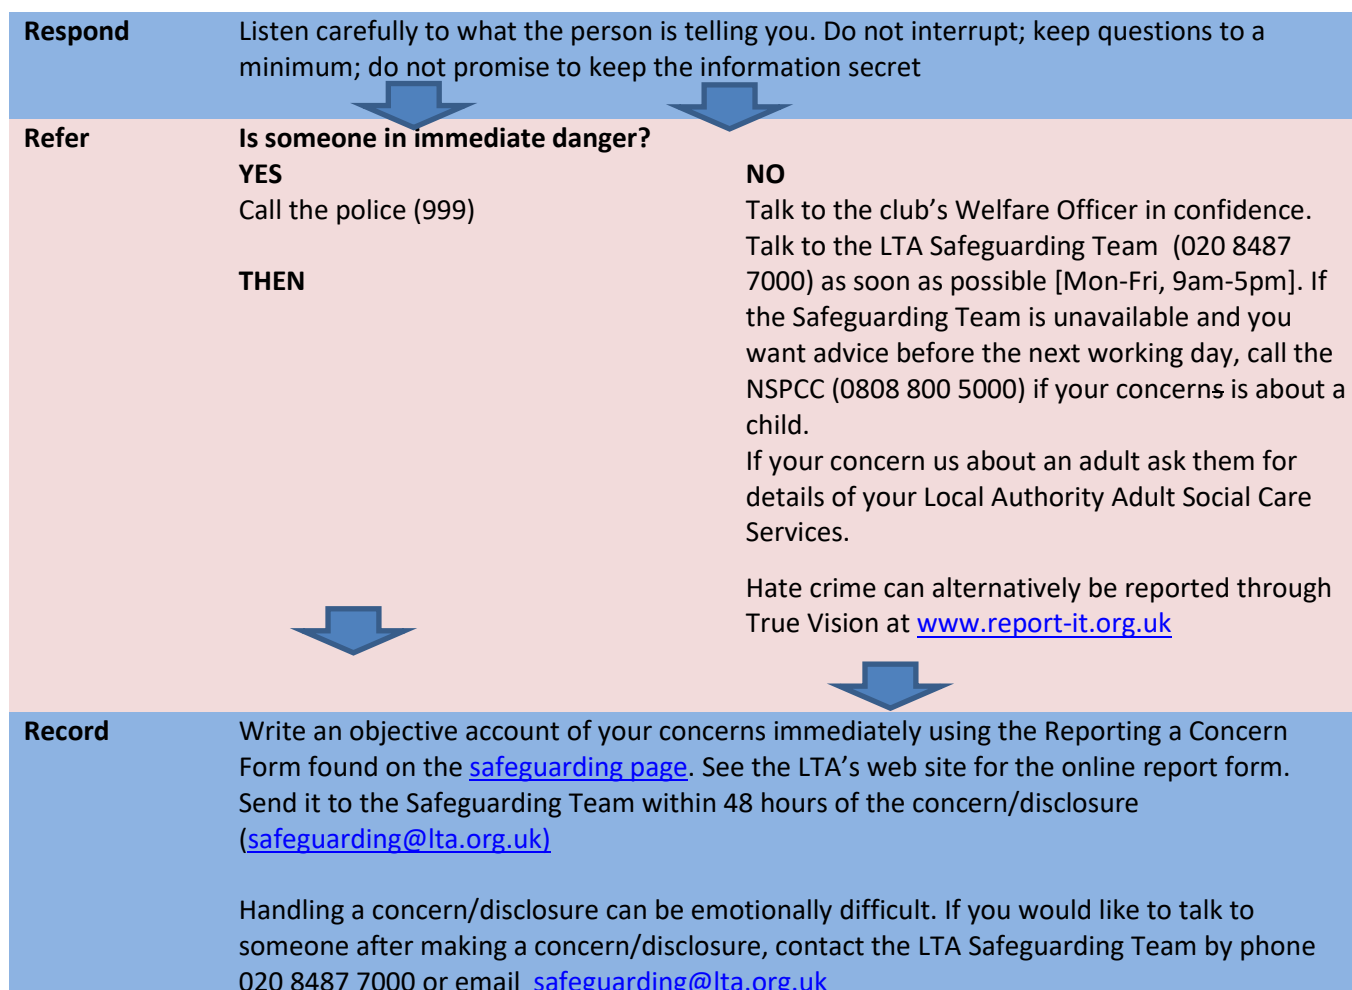 Respond
Listen carefully to what the person is telling you. Do not interrupt; keep questions to a
minimum; do not promise to keep the information secret
Refer
Is someone in immediate danger?
YES
Call the police (999)
THEN
NO
Talk to the club’s Welfare Officer in confidence.
Talk to the LTA Safeguarding Team (020 8487
7000) as soon as possible [Mon-Fri, 9am-5pm]. If
the Safeguarding Team is unavailable and you
want advice before the next working day, call the
NSPCC (0808 800 5000) if your concerns is about a
child.
If your concern us about an adult ask them for
details of your Local Authority Adult Social Care
Services.
Hate crime can alternatively be reported through
True Vision at www.report-it.org.uk
Record
Write an objective account of your concerns immediately using the Reporting a Concern
Form found on the safeguarding page. See the LTA’s web site for the online report form.
Send it to the Safeguarding Team within 48 hours of the concern/disclosure
(safeguarding@lta.org.uk)
Handling a concern/disclosure can be emotionally difficult. If you would like to talk to
someone after making a concern/disclosure, contact the LTA Safeguarding Team by phone
020 8487 7000 or email safeguarding@lta.org.uk